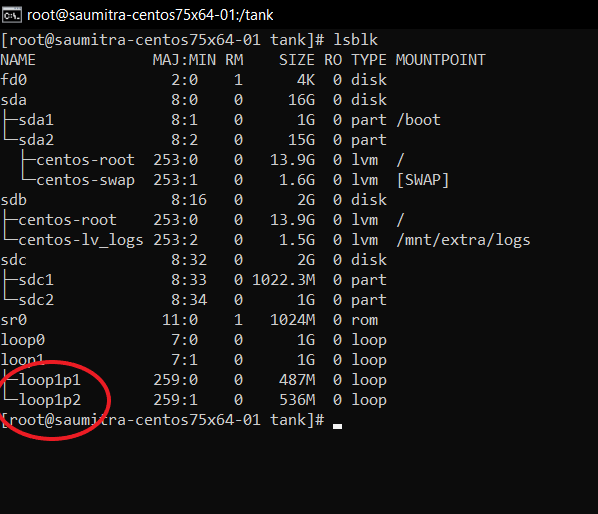 root@saumitra-centos75x64-01:/tank
[root@saumitra-centos75x64-01 tank]# lsblk
NAME              MAJ:MIN RM    SIZE RO TYPE MOUNTPOINT
fd0                 2:0    1      4K  0 disk
sda                 8:0    0     16G  0 disk
├─sda1              8:1    0      1G  0 part /boot
└─sda2              8:2    0     15G  0 part
  ├─centos-root   253:0    0   13.9G  0 lvm  /
  └─centos-swap   253:1    0    1.6G  0 lvm  [SWAP]
sdb                 8:16   0      2G  0 disk
├─centos-root     253:0    0   13.9G  0 lvm  /
└─centos-lv_logs  253:2    0    1.5G  0 lvm  /mnt/extra/logs
sdc                 8:32   0      2G  0 disk
├─sdc1              8:33   0 1022.3M  0 part
└─sdc2              8:34   0      1G  0 part
sr0                11:0    1   1024M  0 rom
loop0               7:0    0      1G  0 loop
loop1               7:1    0      1G  0 loop
├─loop1p1         259:0    0    487M  0 loop
└─loop1p2         259:1    0    536M  0 loop
[root@saumitra-centos75x64-01 tank]#